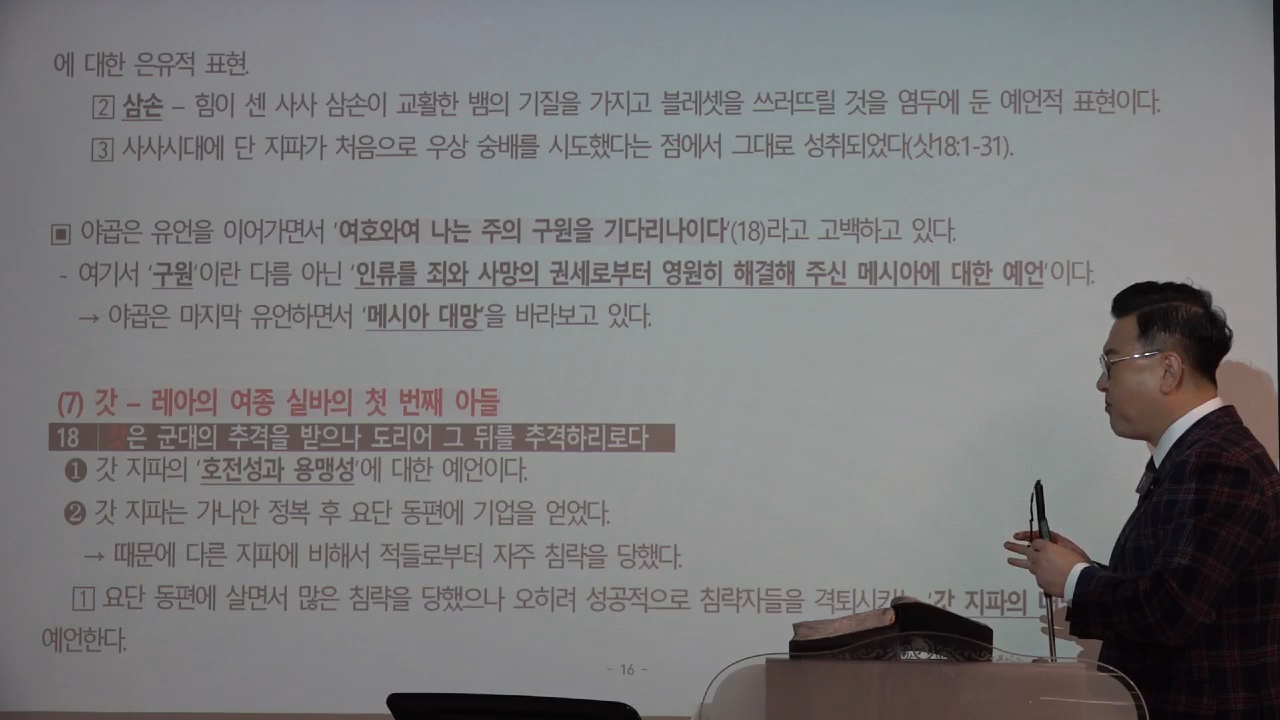 에 대한 은유적 표현.
2 삼손 – 힘이 센 사사 삼손이 교활한 뱀의 기질을 가지고 블레셋을 쓰러뜨릴 것을 염두에 둔 예언적 표현이다.
3 사사시대에 단 지파가 처음으로 우상 숭배를 시도했다는 점에서 그대로 성취되었다(삿18:1-31).
▣ 야곱은 유언을 이어가면서 '여호와여 나는 주의 구원을 기다리나이다'(18)라고 고백하고 있다.
- 여기서 '구원'이란 다름 아닌 '인류를 죄와 사망의 권세로부터 영원히 해결해 주신 메시아에 대한 예언'이다.
→ 야곱은 마지막 유언하면서 '메시아 대망'을 바라보고 있다.
(7) 갓 – 레아의 여종 실바의 첫 번째 아들
18 갓은 군대의 추격을 받으나 도리어 그 뒤를 추격하리로다
❶ 갓 지파의 '호전성과 용맹성'에 대한 예언이다.
❷ 갓 지파는 가나안 정복 후 요단 동편에 기업을 얻었다.
→ 때문에 다른 지파에 비해서 적들로부터 자주 침략을 당했다.
1 요단 동편에 살면서 많은 침략을 당했으나 오히려 성공적으로 침략자들을 격퇴시키는 '갓 지파의
예언한다.
- 16 -